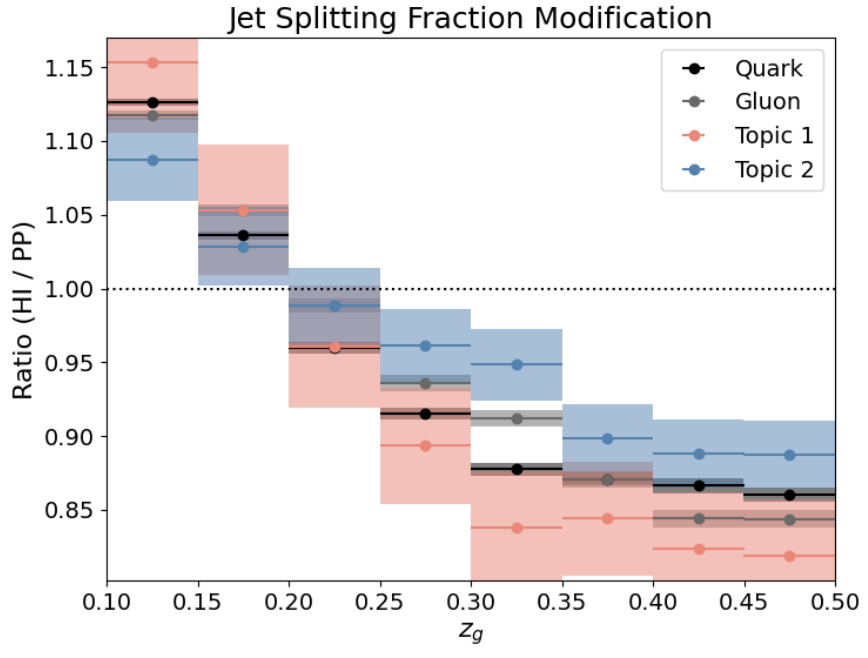 Jet Splitting Fraction Modification
Ratio (HI / PP)
1.15
1.10
1.05
1.00
0.95
0.90
0.85
Quark
Gluon
Topic 1
Topic 2
0.10 0.15 0.20 0.25 0.30 0.35 0.40 0.45 0.50
z_g